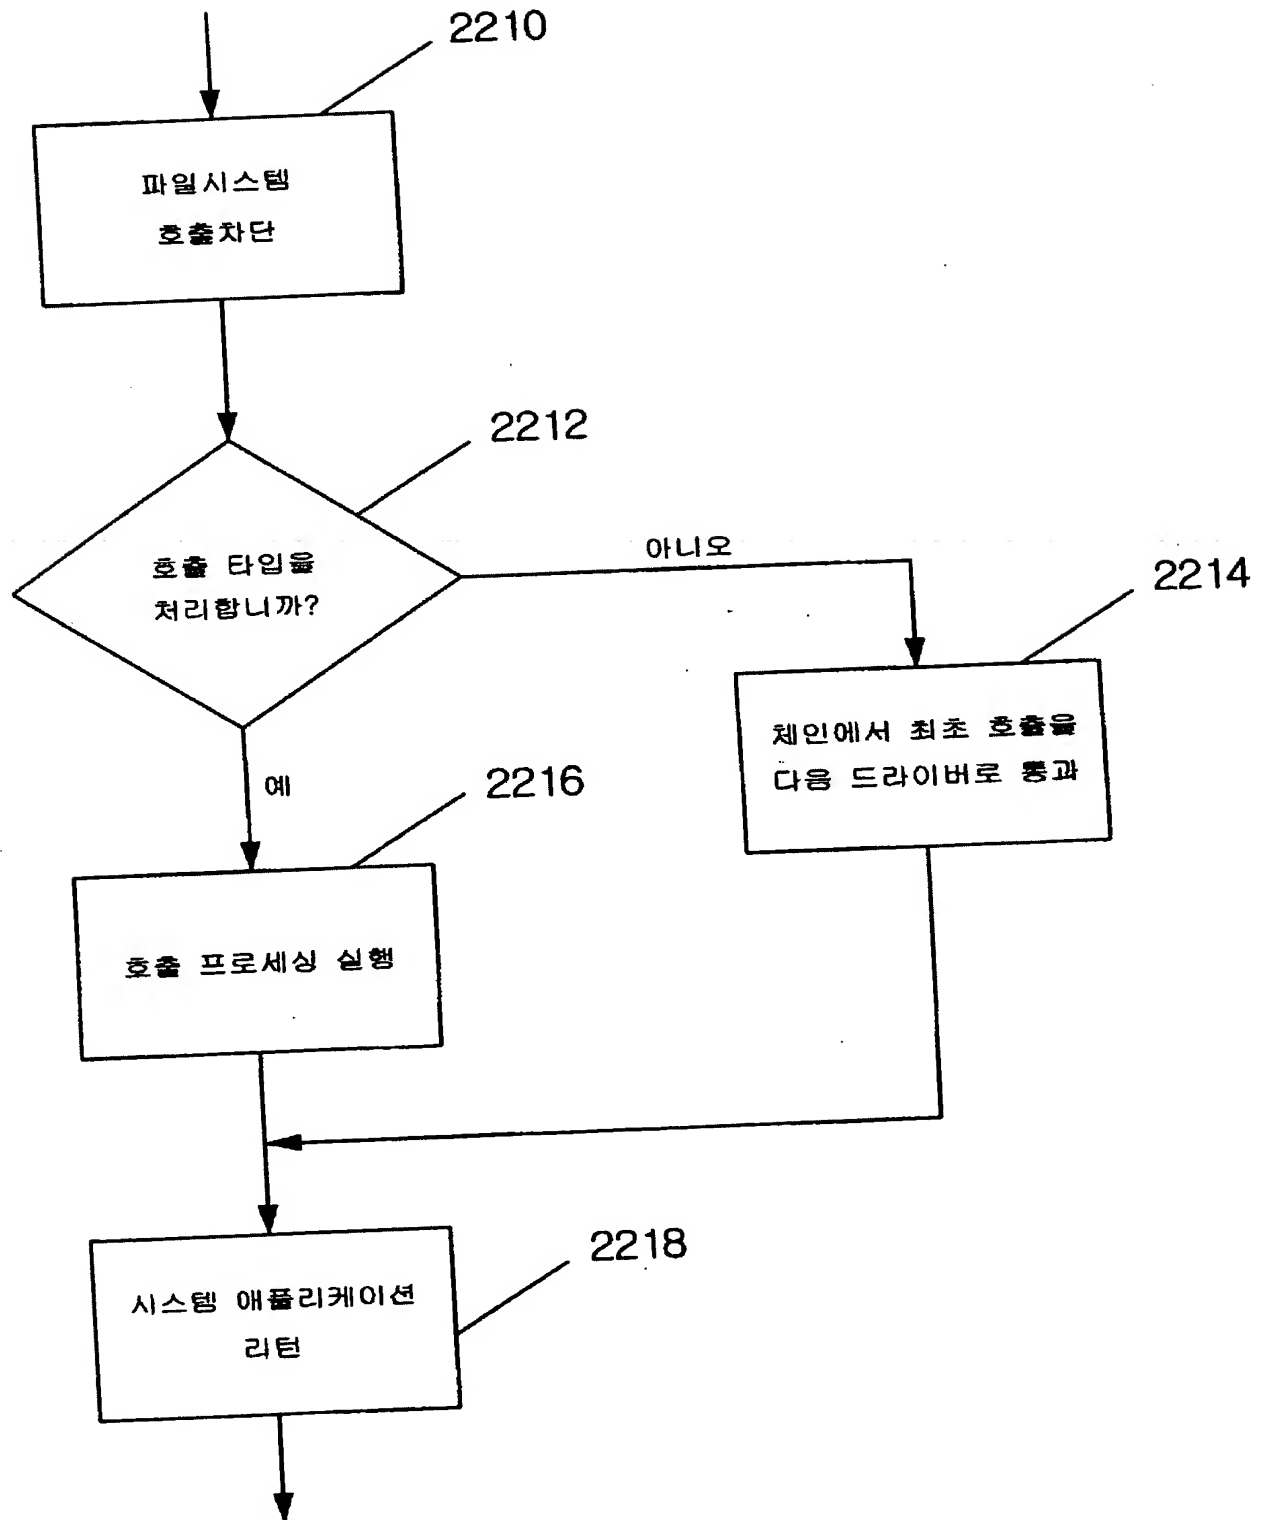 2210
파일시스템
호출차단
2212
호출 타입을
처리합니까?
아니오
2214
체인에서 최초 호출을
다음 드라이버로 통과
예
2216
호출 프로세싱 실행
2218
시스템 애플리케이션
리턴